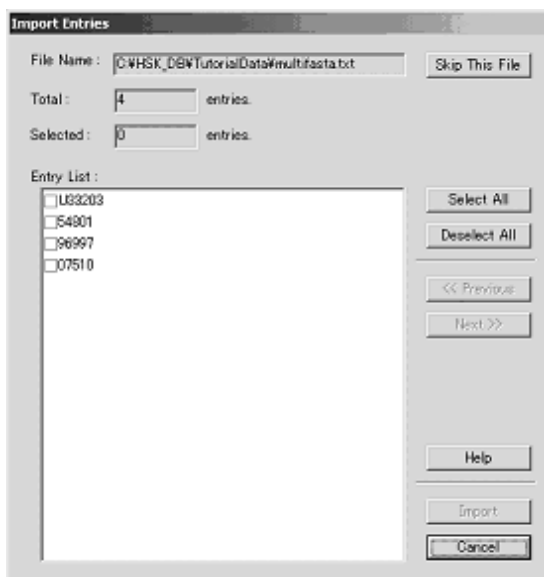 Import Entries
File Name : C:¥HSK_DB¥TutorialData¥multifasta.txt Skip This File
Total : 4 entries.
Selected : 0 entries.
Entry List :
U33203
54801
96997
07510
Select All
Deselect All
<< Previous
Next >>
Help
Import
Cancel